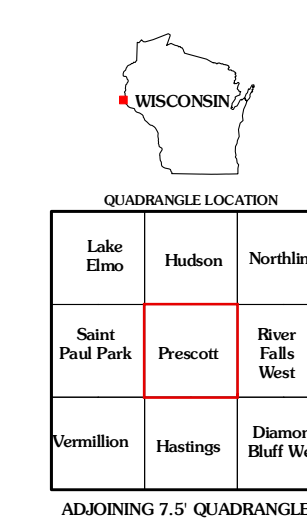 WISCONSIN
QUADRANGLE LOCATION
Lake
Elmo
Hudson
Northlin
Saint
Paul Park
Prescott
River
Falls
West
Vermillion
Hastings
Diamon
Bluff We
ADJOINING 7.5' QUADRANGLE